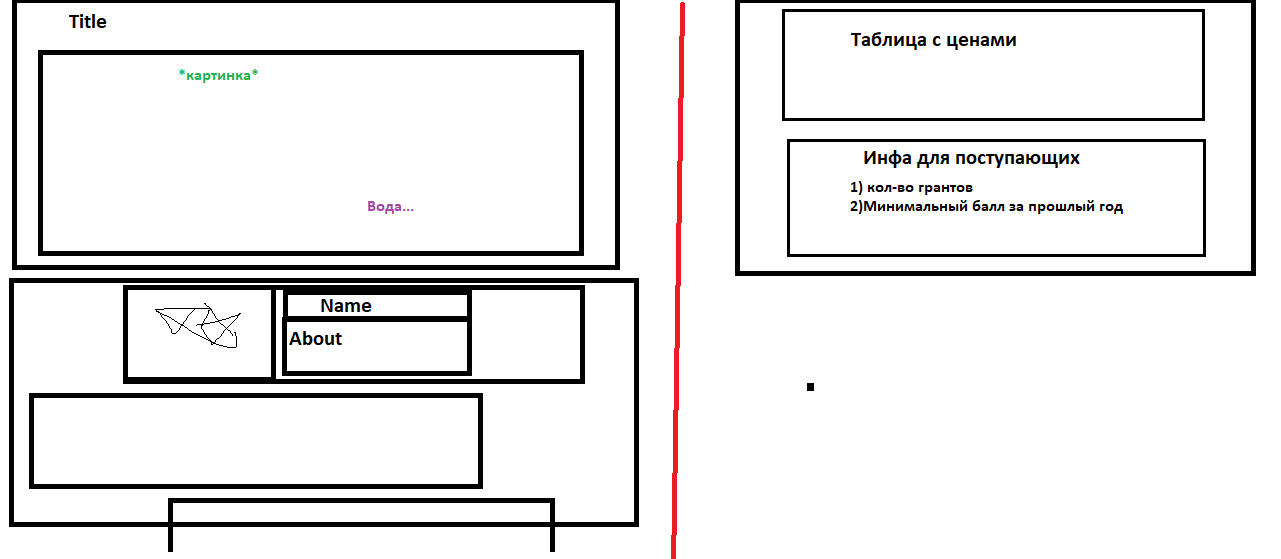 Title
*картинка*
Вода...
Name
About
Таблица с ценами
Инфа для поступающих
1) кол-во грантов
2)Минимальный балл за прошлый год